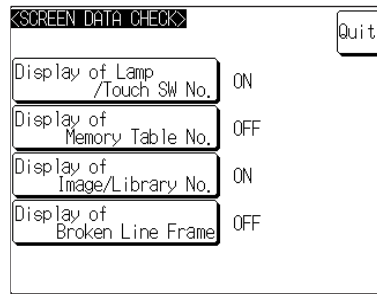 <SCREEN DATA CHECK>
Quit
Display of Lamp
/Touch SW No.
ON
Display of
Memory Table No.
OFF
Display of
Image/Library No.
ON
Display of
Broken Line Frame
OFF